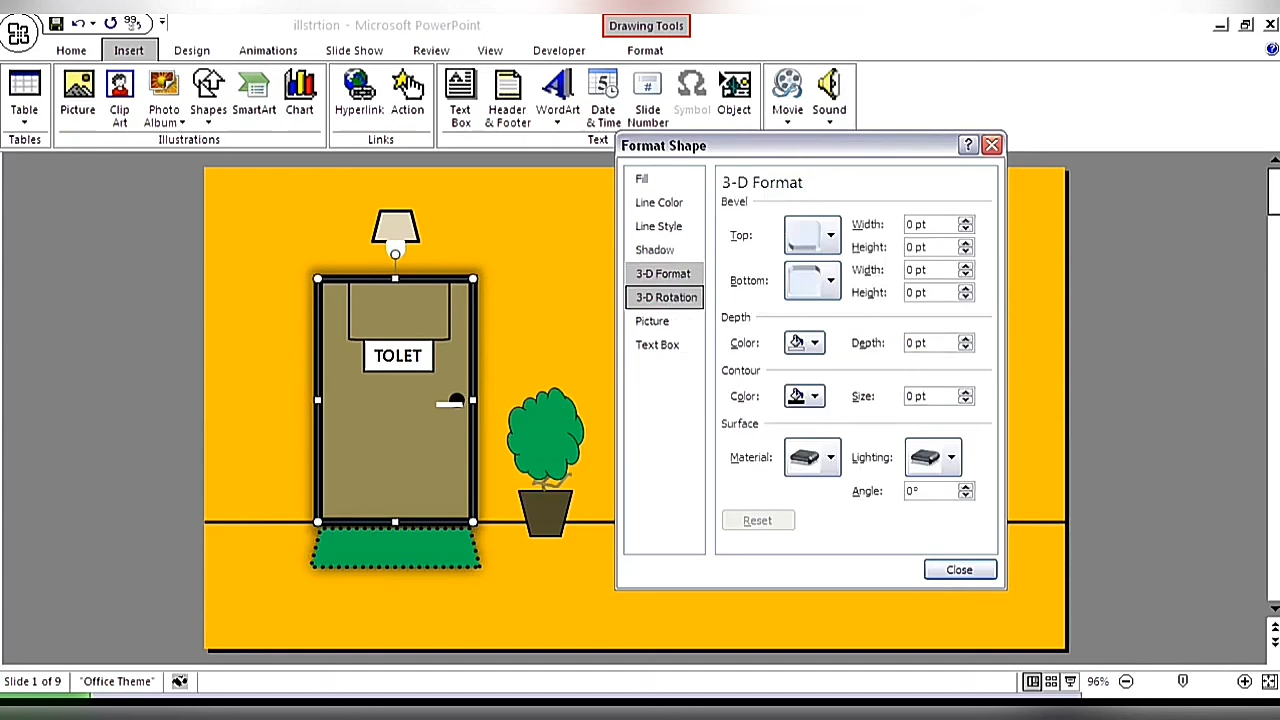 99%
illstrtion - Microsoft PowerPoint
Drawing Tools
Home Insert Design Animations Slide Show Review View Developer Format
Table
Picture
Clip Art
Photo Album
Shapes
SmartArt
Chart
Hyperlink
Action
Text Box
Header & Footer
WordArt
Date & Time
Slide Number
Symbol
Object
Movie
Sound
Tables
Illustrations
Links
Text
Format Shape
Fill
Line Color
Line Style
Shadow
3-D Format
3-D Rotation
Picture
Text Box
3-D Format
Bevel
Top:
Width: 0 pt
Height: 0 pt
Bottom:
Width: 0 pt
Height: 0 pt
Depth
Color:
Depth: 0 pt
Contour
Color:
Size: 0 pt
Surface
Material:
Lighting:
Angle: 0°
Reset
Close
TOLET
Slide 1 of 9
"Office Theme"
96%